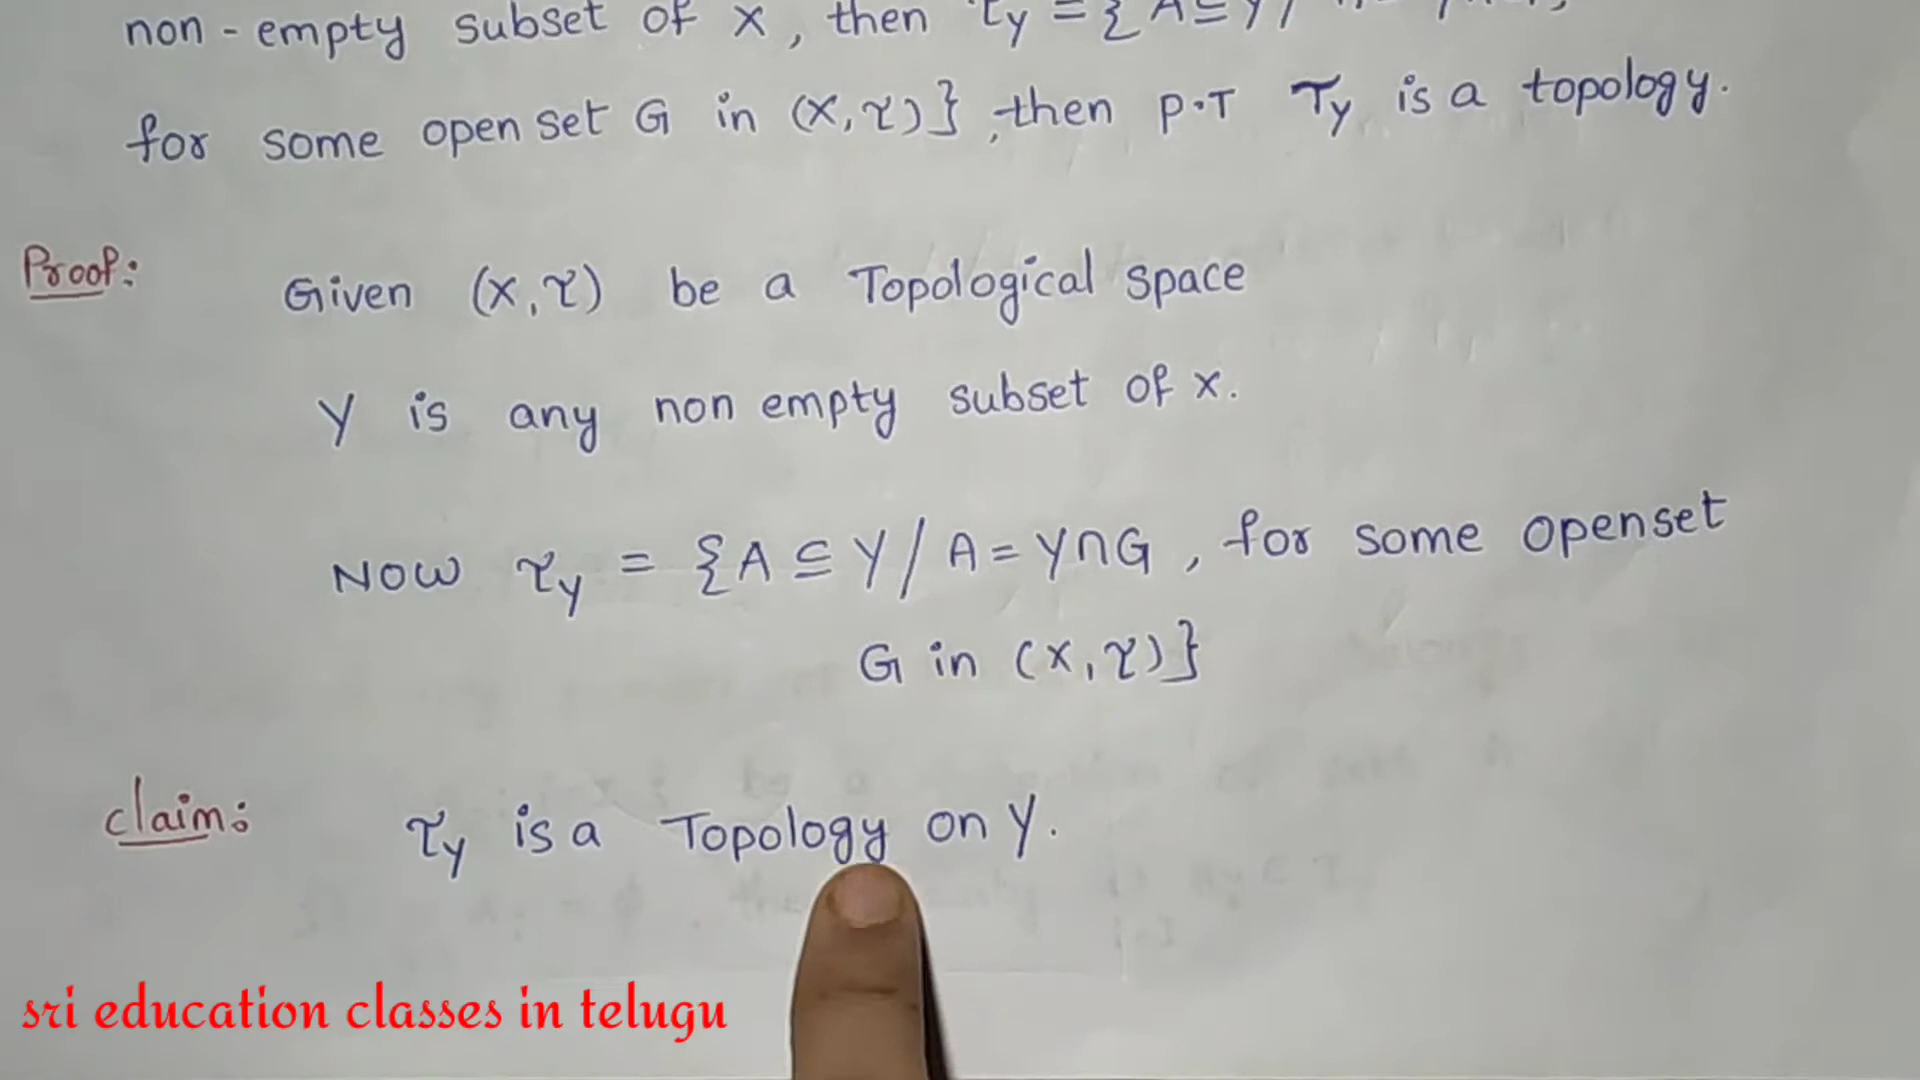 non - empty subset of x, then τy = { A ⊆ Y /
for some open set G in (X, τ)}, then P.T τy is a topology.
Proof:
Given (X, τ) be a Topological space
Y is any non empty subset of x.
NOW τy = {A ⊆ Y / A = Y∩G, for some openset
G in (X, τ)}
claim:
τy is a Topology on Y.
sri education classes in telugu